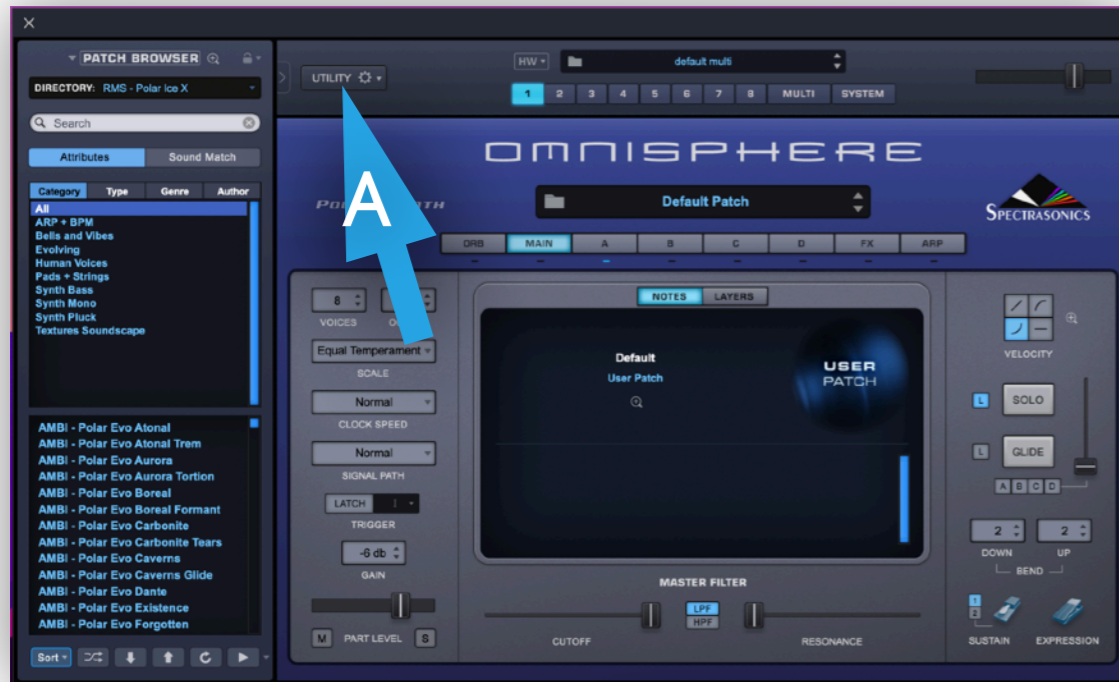 PATCH BROWSER
DIRECTORY: RMS - Polar Ice X
Search
Attributes Sound Match
Category Type Genre Author
All
ARP + BPM
Bells and Vibes
Evolving
Human Voices
Pads + Strings
Synth Bass
Synth Mono
Synth Pluck
Textures Soundscape
AMBI - Polar Evo Atonal
AMBI - Polar Evo Atonal Trem
AMBI - Polar Evo Aurora
AMBI - Polar Evo Aurora Tortion
AMBI - Polar Evo Boreal
AMBI - Polar Evo Boreal Formant
AMBI - Polar Evo Carbonite
AMBI - Polar Evo Carbonite Tears
AMBI - Polar Evo Caverns
AMBI - Polar Evo Caverns Glide
AMBI - Polar Evo Dante
AMBI - Polar Evo Existence
AMBI - Polar Evo Forgotten
Sort
UTILITY
HW
default multi
1 2 3 4 5 6 7 8 MULTI SYSTEM
OMNISPHERE
A
Default Patch
SPECTRASONICS
ORB MAIN A B C D FX ARP
8
VOICES
Equal Temperament
SCALE
Normal
CLOCK SPEED
Normal
SIGNAL PATH
LATCH
TRIGGER
-6 db
GAIN
M PART LEVEL S
NOTES LAYERS
Default
User Patch
USER
PATCH
MASTER FILTER
LPF
HPF
CUTOFF RESONANCE
VELOCITY
L SOLO
L GLIDE
A B C D
2 2
DOWN UP
BEND
1
2
SUSTAIN EXPRESSION